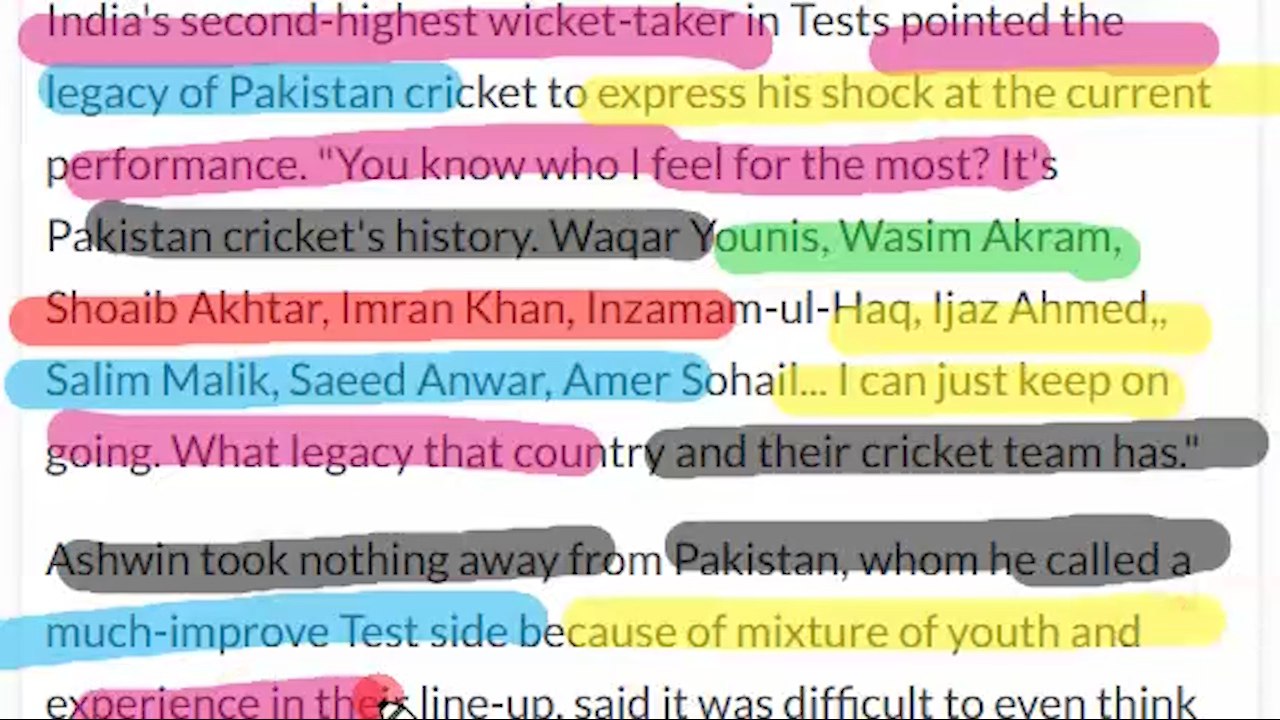 India's second-highest wicket-taker in Tests pointed the
legacy of Pakistan cricket to express his shock at the current
performance. "You know who I feel for the most? It's
Pakistan cricket's history. Waqar Younis, Wasim Akram,
Shoaib Akhtar, Imran Khan, Inzamam-ul-Haq, Ijaz Ahmed,,
Salim Malik, Saeed Anwar, Amer Sohail... I can just keep on
going. What legacy that country and their cricket team has."
Ashwin took nothing away from Pakistan, whom he called a
much-improve Test side because of mixture of youth and
experience in their line-up, said it was difficult to even think